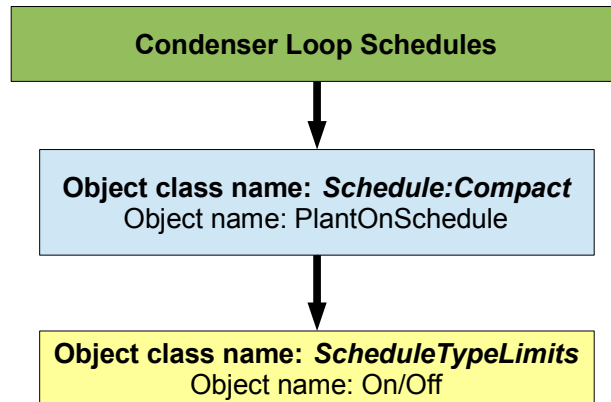 Condenser Loop Schedules
Object class name: Schedule:Compact
Object name: PlantOnSchedule
Object class name: ScheduleTypeLimits
Object name: On/Off